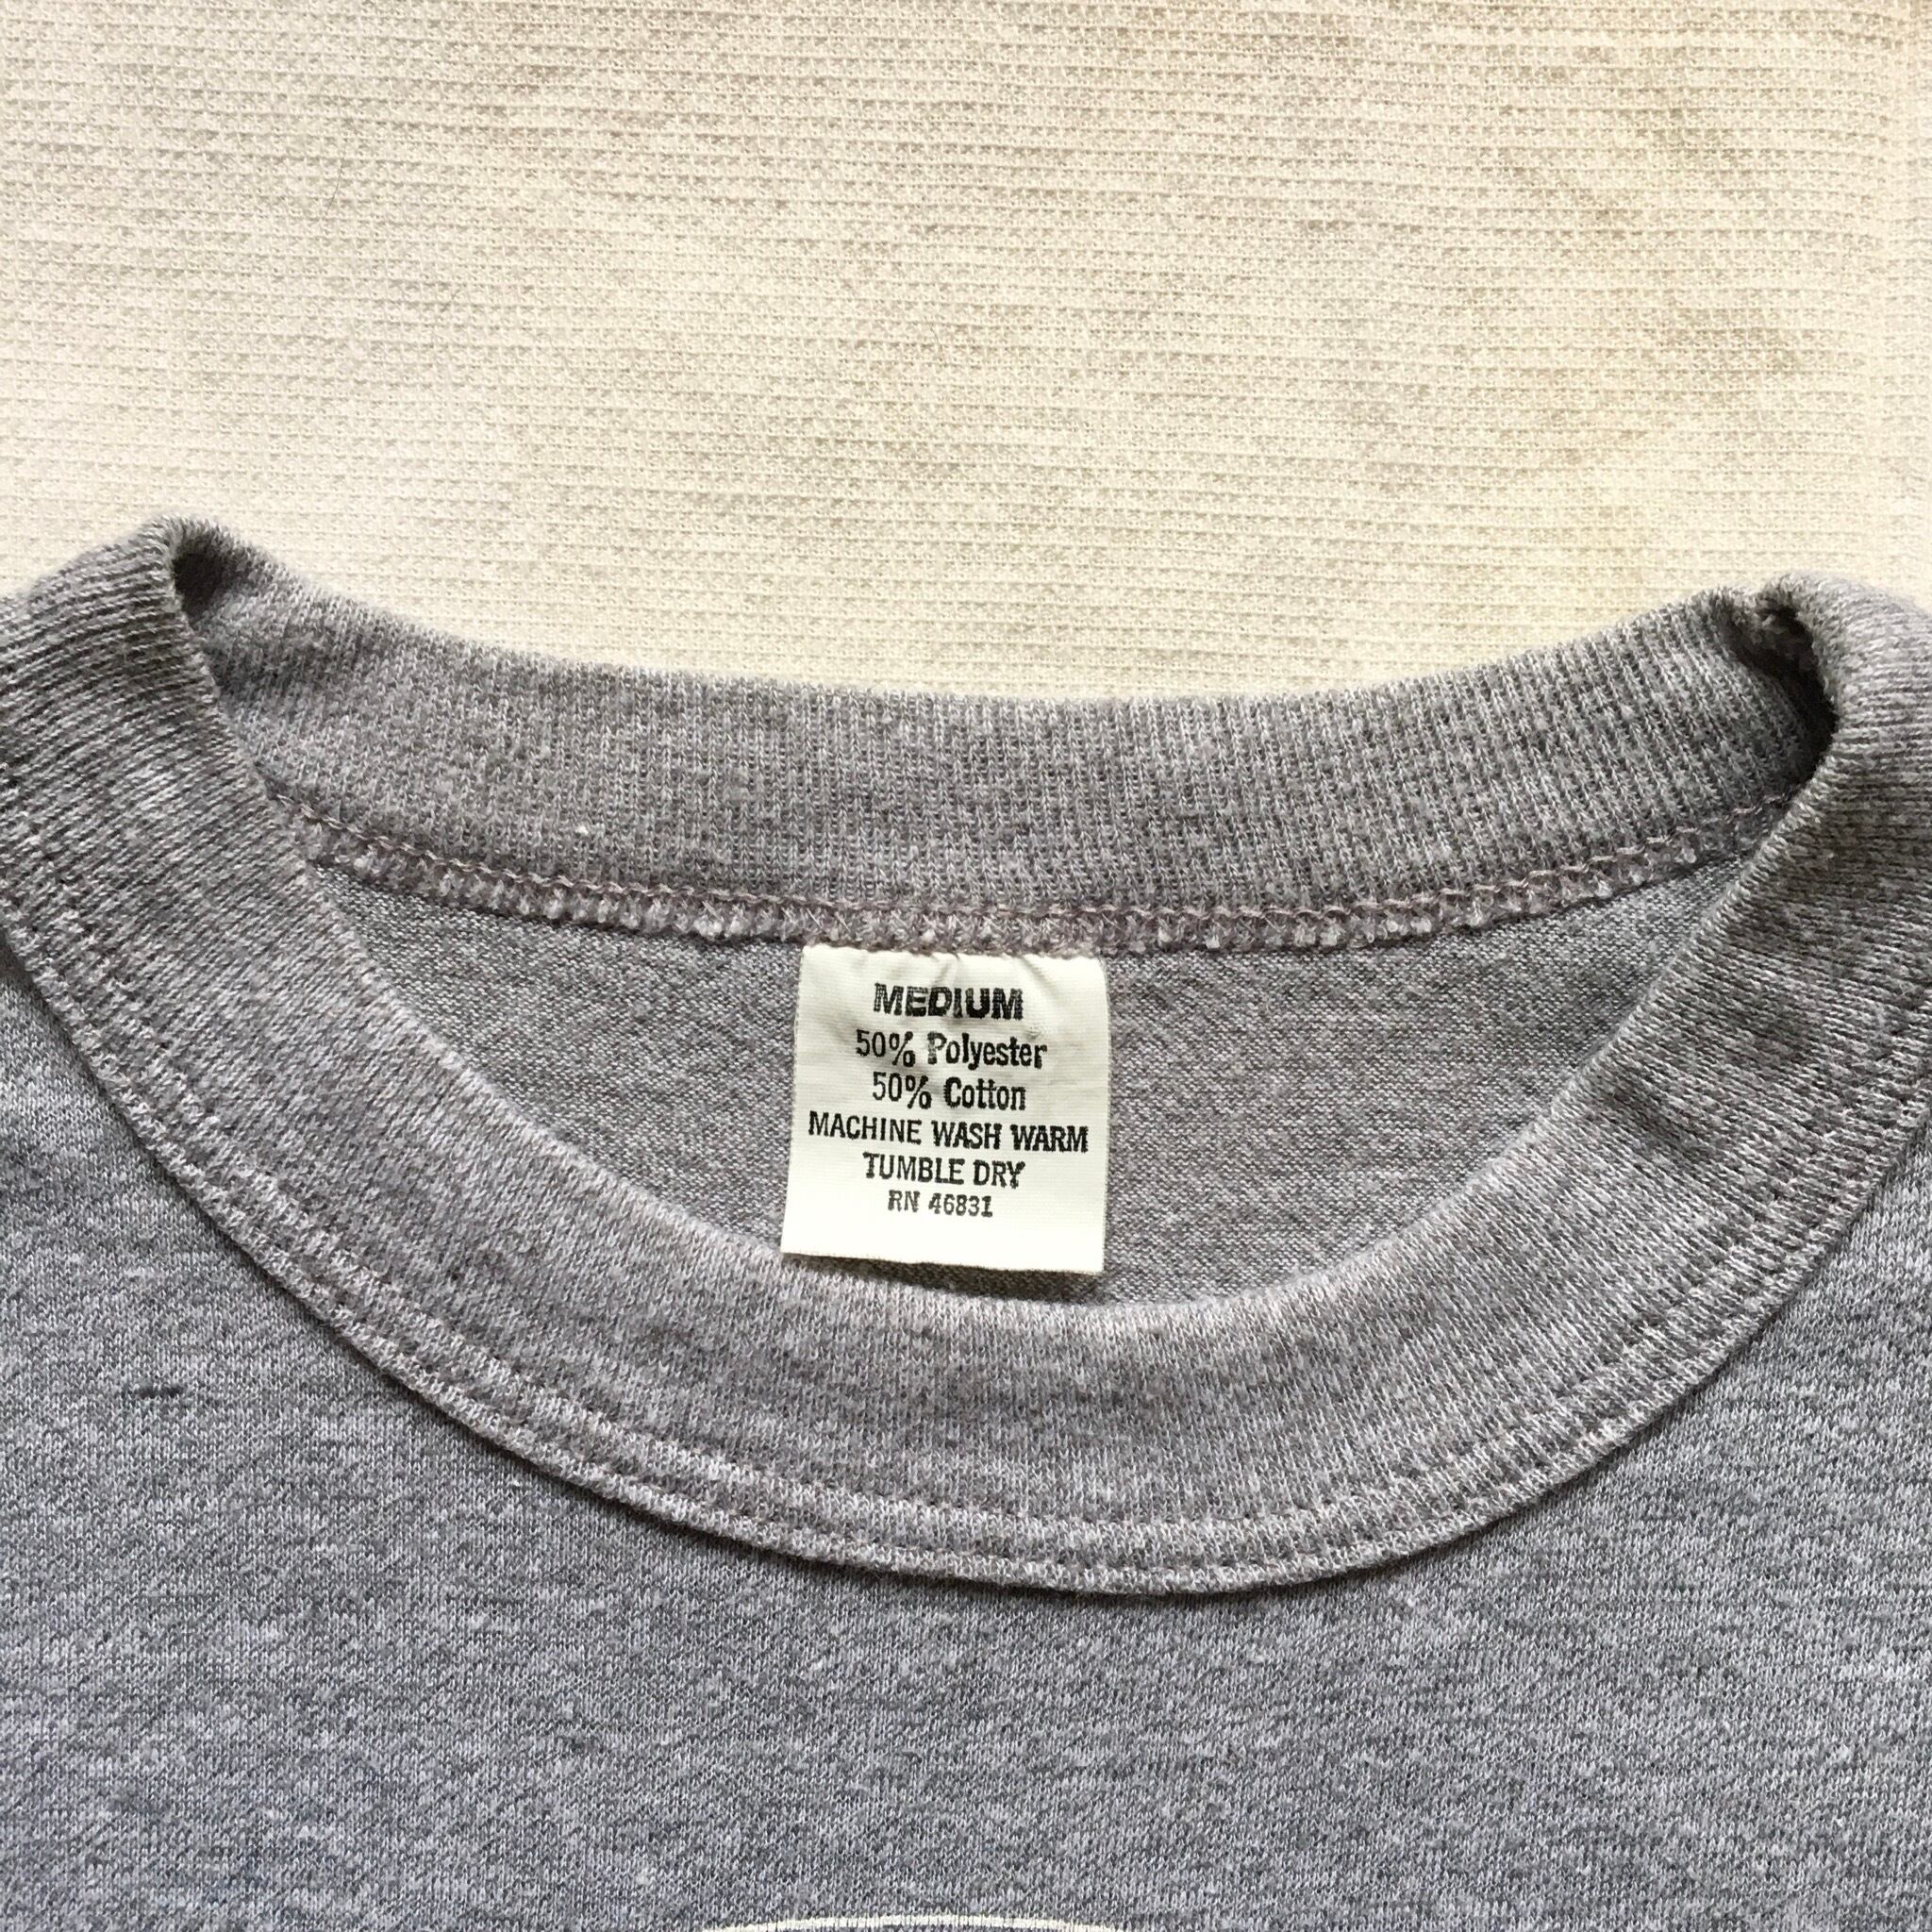 MEDIUM
50% Polyester
50% Cotton
MACHINE WASH WARM
TUMBLE DRY
RN 46831